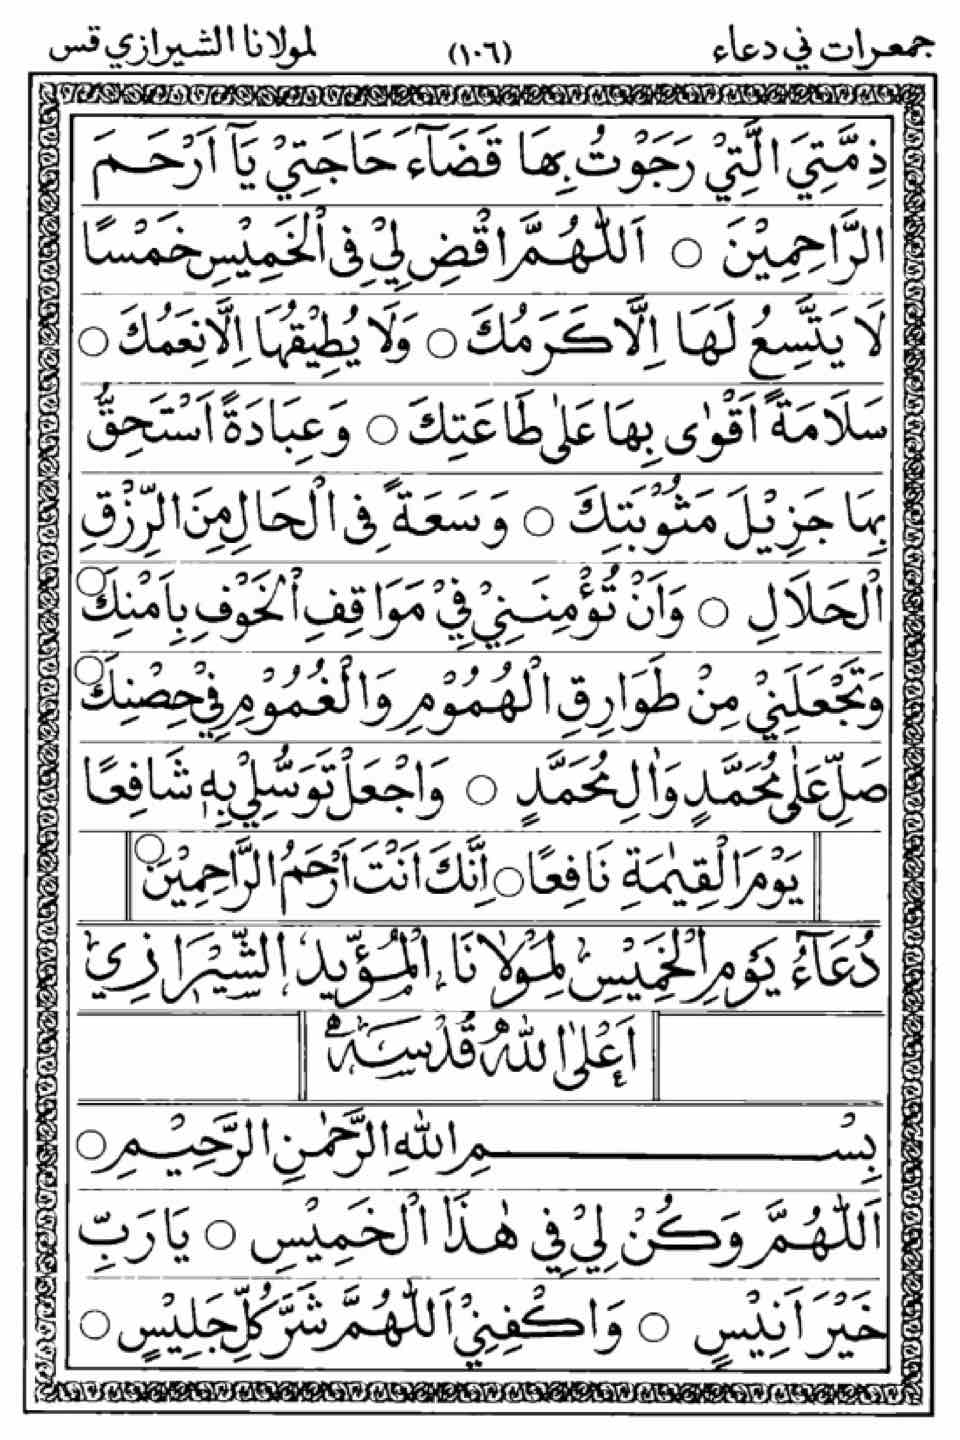 جمعرات ني دعاء (١٠٦) لمولانا الشيرازي قس
ذِمَّتِيَ الَّتِيْ رَجَوْتُ بِهَا قَضَآءَ حَاجَتِيْ يَآ اَرْحَمَ
الرَّاحِمِيْنَ ○ اَللّٰهُمَّ اقْضِ لِيْ فِى الْخَمِيْسِ خَمْسًا
لَا يَتَّسِعُ لَهَا اِلَّا كَرَمُكَ ○ وَلَا يُطِيْقُهَا اِلَّا نِعَمُكَ ○
سَلَامَةً اَقْوٰى بِهَا عَلٰى طَاعَتِكَ ○ وَعِبَادَةً اَسْتَحِقُّ
بِهَا جَزِيْلَ مَثُوْبَتِكَ ○ وَسَعَةً فِى الْحَالِ مِنَ الرِّزْقِ
الْحَلَالِ ○ وَاَنْ تُؤْمِنَنِيْ فِيْ مَوَاقِفِ الْخَوْفِ بِاَمْنِكَ ○
وَتَجْعَلَنِيْ مِنْ طَوَارِقِ الْهُمُوْمِ وَالْغُمُوْمِ فِيْ حِصْنِكَ ○
صَلِّ عَلٰى مُحَمَّدٍ وَاٰلِ مُحَمَّدٍ ○ وَاجْعَلْ تَوَسُّلِيْ بِهٖ شَافِعًا
يَوْمَ الْقِيٰمَةِ نَافِعًا ○ اِنَّكَ اَنْتَ اَرْحَمُ الرَّاحِمِيْنَ ○
دُعَآءُ يَوْمِ الْخَمِيْسِ لِمَوْلَانَا الْمُؤَيَّدِ الشِّيْرَازِيْ
اَعْلَى اللّٰهُ قُدْسَهٗ
بِسْمِ اللّٰهِ الرَّحْمٰنِ الرَّحِيْمِ ○
اَللّٰهُمَّ وَكُنْ لِيْ فِيْ هٰذَا الْخَمِيْسِ ○ يَا رَبِّ
خَيْرَ اَنِيْسٍ ○ وَاكْفِنِيْ اَللّٰهُمَّ شَرَّ كُلِّ جَلِيْسٍ ○